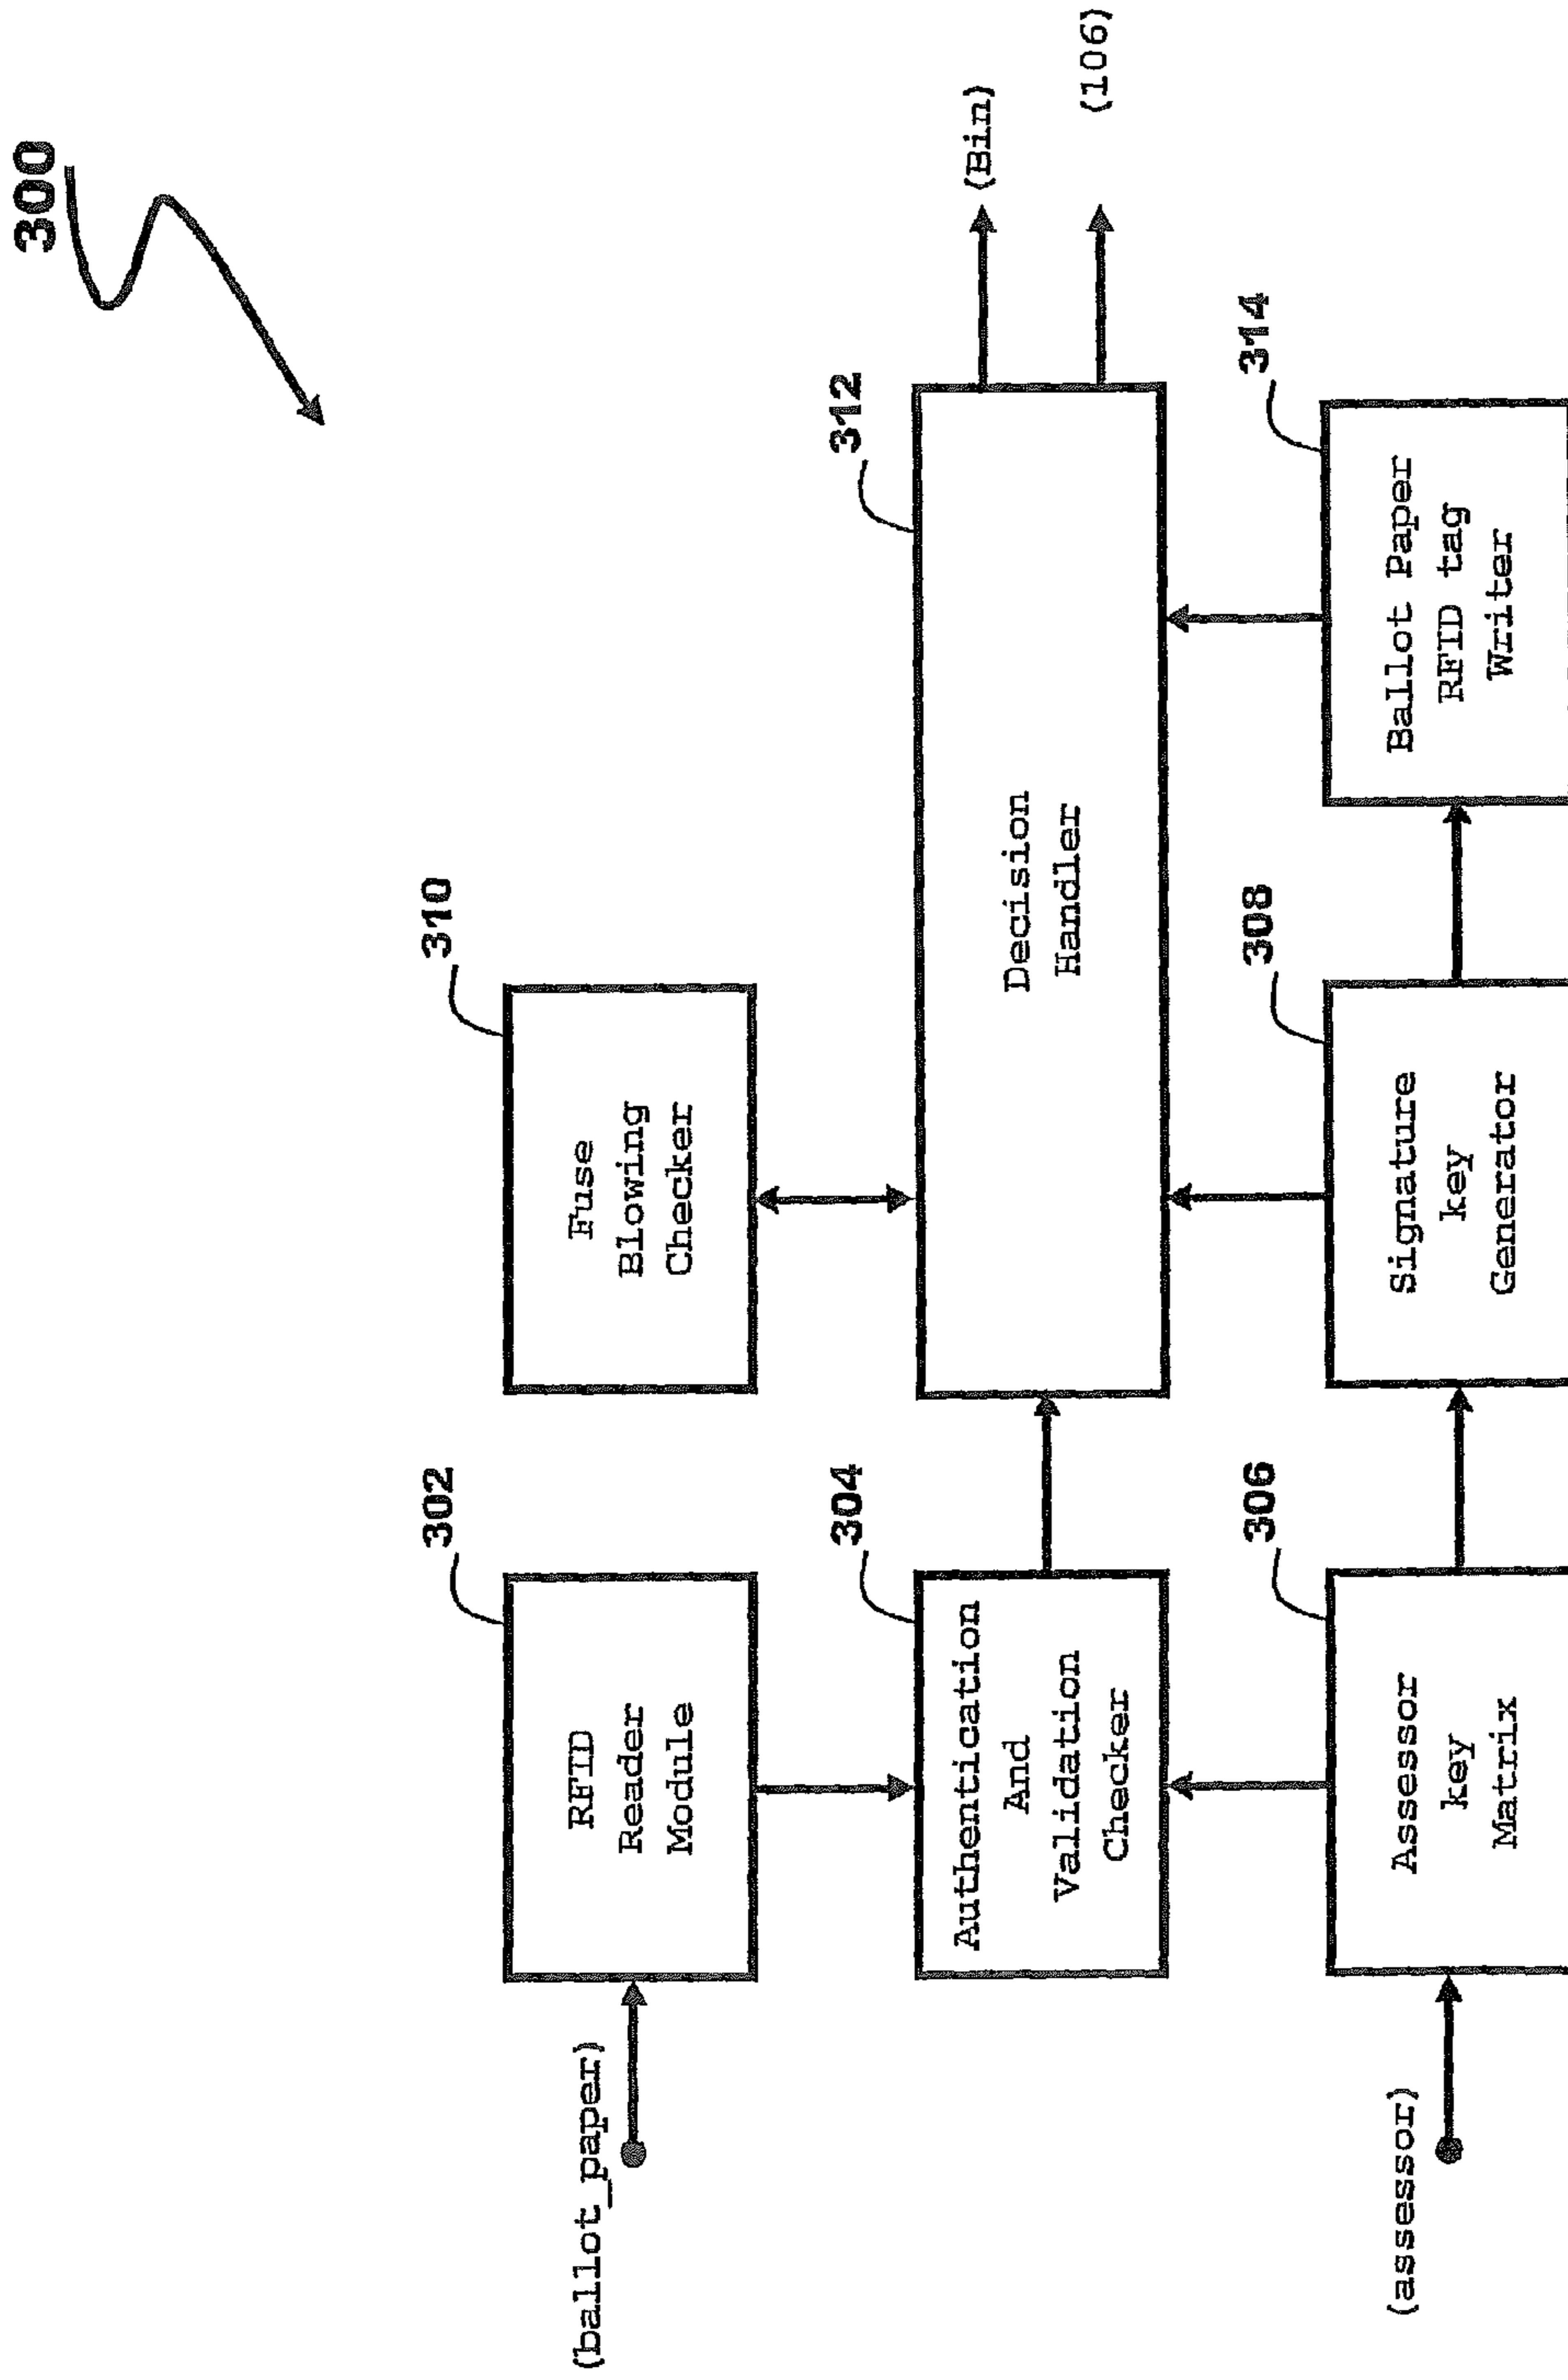 300
302
310
(ballot_paper)
RFID
Reader
Module
Fuse
Blowing
Checker
304
312
Authentication
And
Validation
Checker
Decision
Handler
(Bin)
(106)
306
308
314
(assessor)
Assessor
key
Matrix
Signature
key
Generator
Ballot Paper
RFID tag
Writer